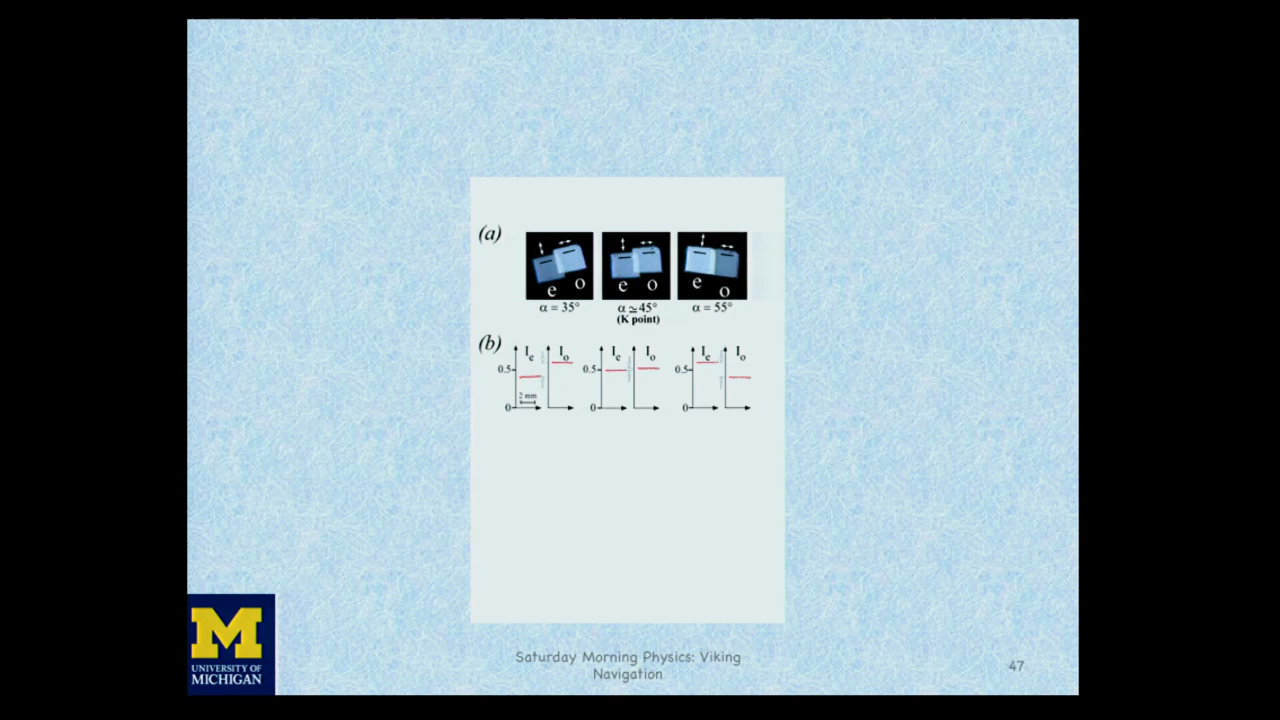 (a)
e o
e o
e o
α = 35°
α ≃ 45°
(K point)
α = 55°
(b)
Ie Io
0.5
2 mm
0
Ie Io
0.5
0
Ie Io
0.5
0
M
UNIVERSITY OF
MICHIGAN
Saturday Morning Physics: Viking
Navigation
47